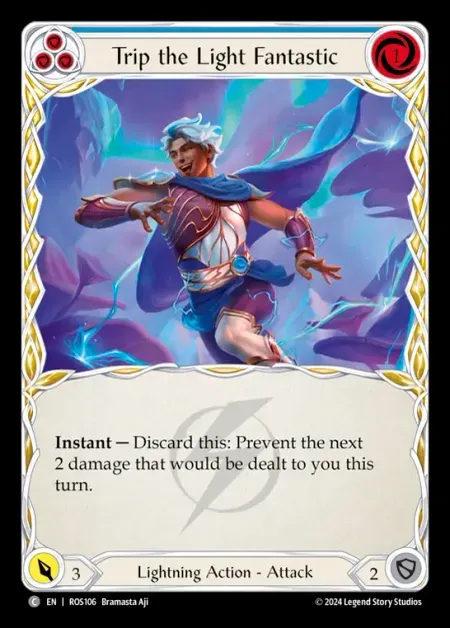 Trip the Light Fantastic
1
Instant — Discard this: Prevent the next
2 damage that would be dealt to you this
turn.
3
Lightning Action - Attack
2
C EN | ROS106 Bramasta Aji
© 2024 Legend Story Studios